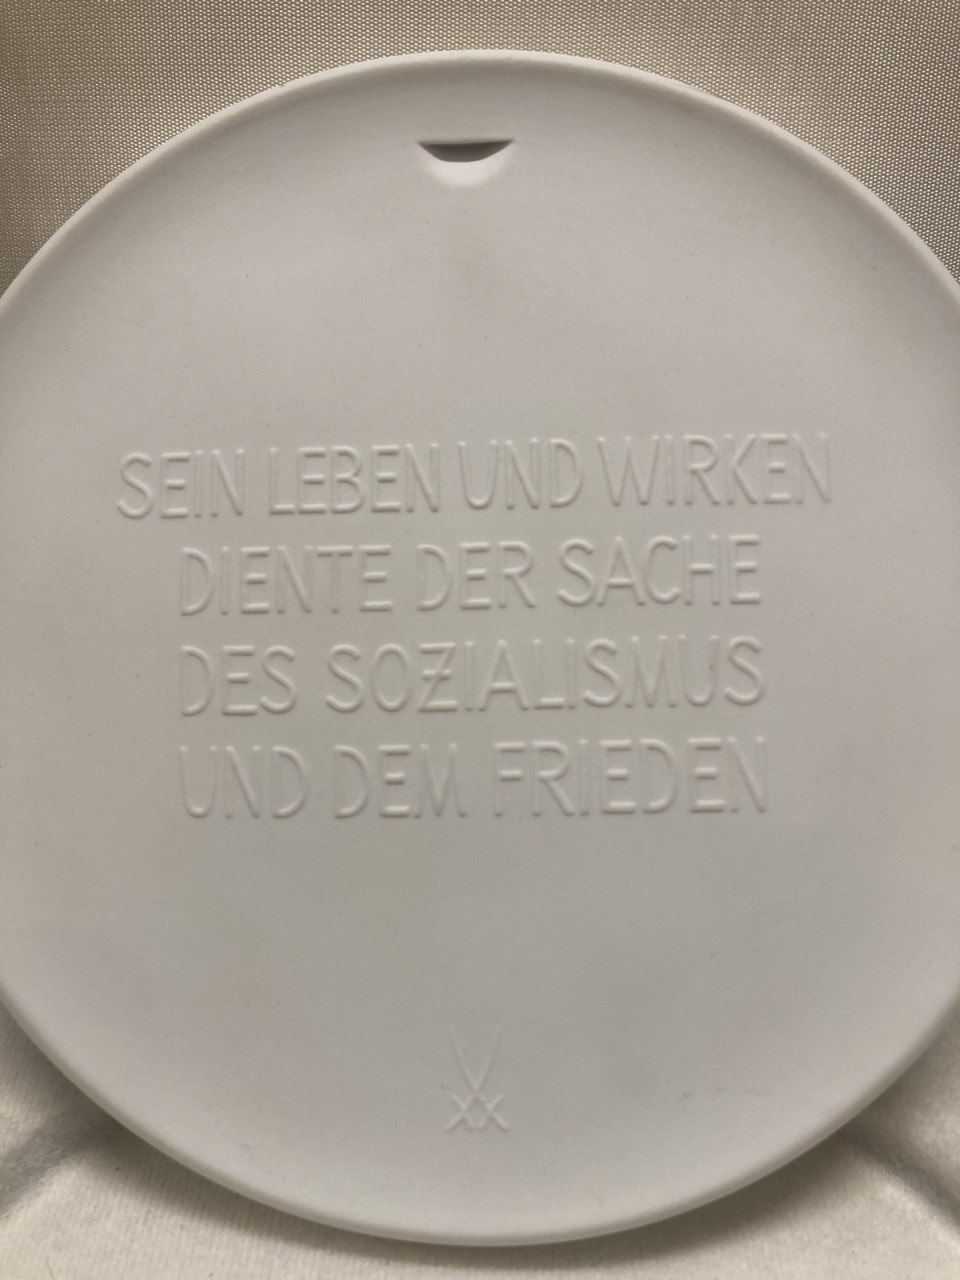 SEIN LEBEN UND WIRKEN
DIENTE DER SACHE
DES SOZIALISMUS
UND DEM FRIEDEN